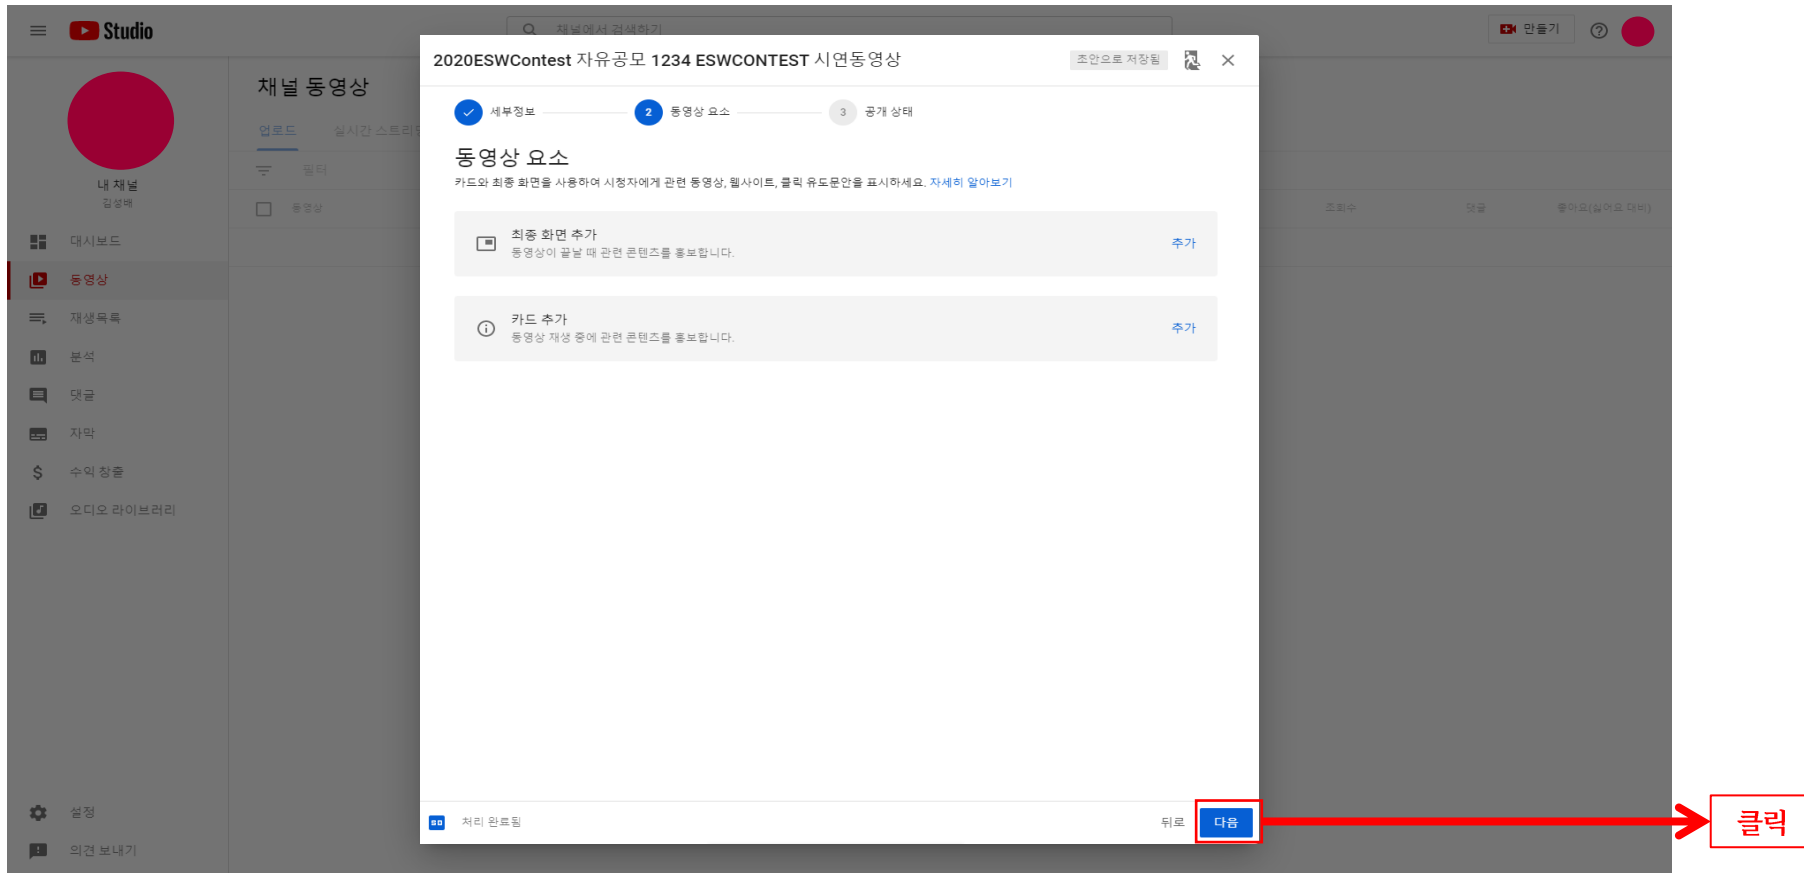 Studio
채널에서 검색하기
만들기
내 채널
김성배
대시보드
동영상
재생목록
분석
댓글
자막
수익 창출
오디오 라이브러리
설정
의견 보내기
채널 동영상
업로드 실시간 스트리밍
필터
동영상
조회수 댓글 좋아요(싫어요 대비)
2020ESWContest 자유공모 1234 ESWCONTEST 시연동영상
초안으로 저장됨
세부정보 2 동영상 요소 3 공개 상태
동영상 요소
카드와 최종 화면을 사용하여 시청자에게 관련 동영상, 웹사이트, 클릭 유도문안을 표시하세요. 자세히 알아보기
최종 화면 추가
동영상이 끝날 때 관련 콘텐츠를 홍보합니다.
추가
카드 추가
동영상 재생 중에 관련 콘텐츠를 홍보합니다.
추가
SD 처리 완료됨
뒤로 다음
클릭